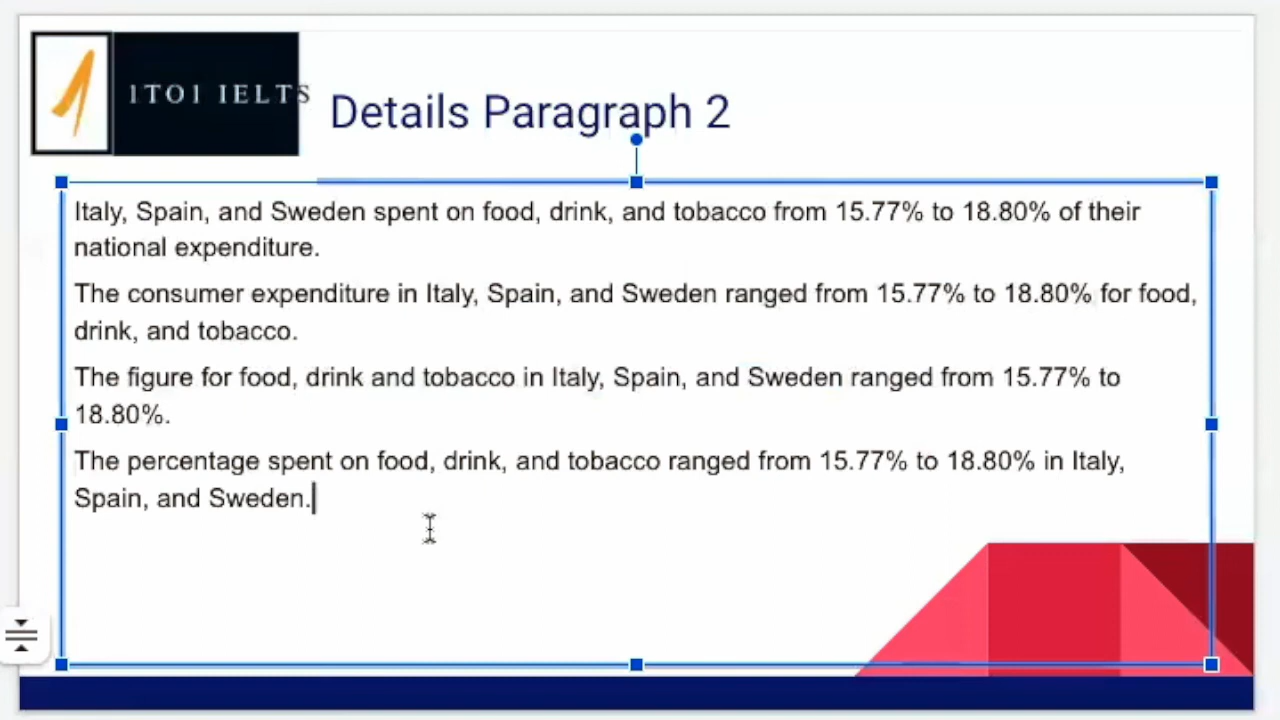 1TO1 IELTS
Details Paragraph 2
Italy, Spain, and Sweden spent on food, drink, and tobacco from 15.77% to 18.80% of their
national expenditure.
The consumer expenditure in Italy, Spain, and Sweden ranged from 15.77% to 18.80% for food,
drink, and tobacco.
The figure for food, drink and tobacco in Italy, Spain, and Sweden ranged from 15.77% to
18.80%.
The percentage spent on food, drink, and tobacco ranged from 15.77% to 18.80% in Italy,
Spain, and Sweden.